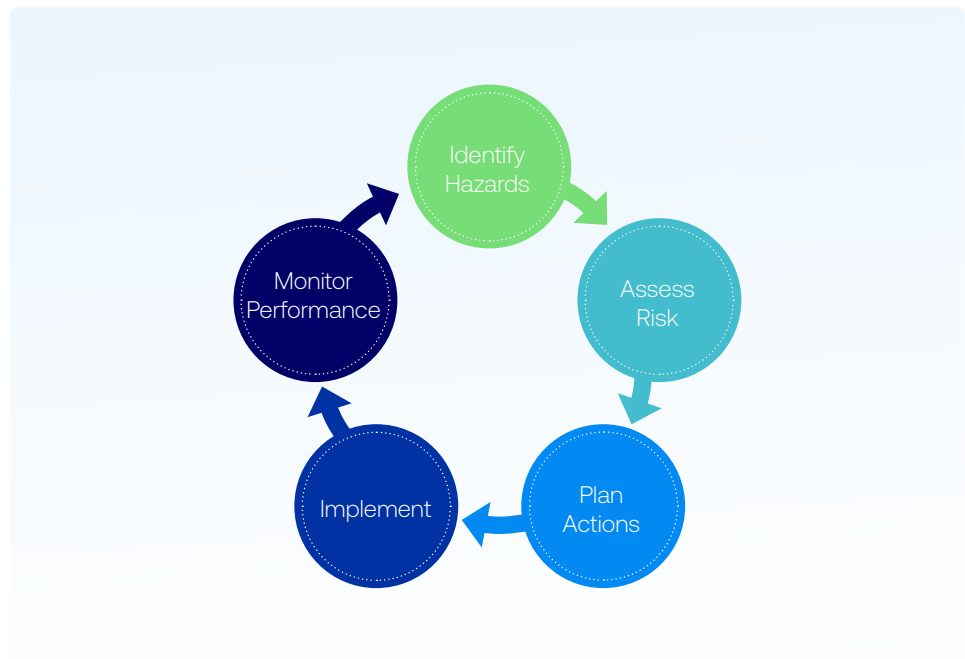 Identify
Hazards
Assess
Risk
Plan
Actions
Implement
Monitor
Performance